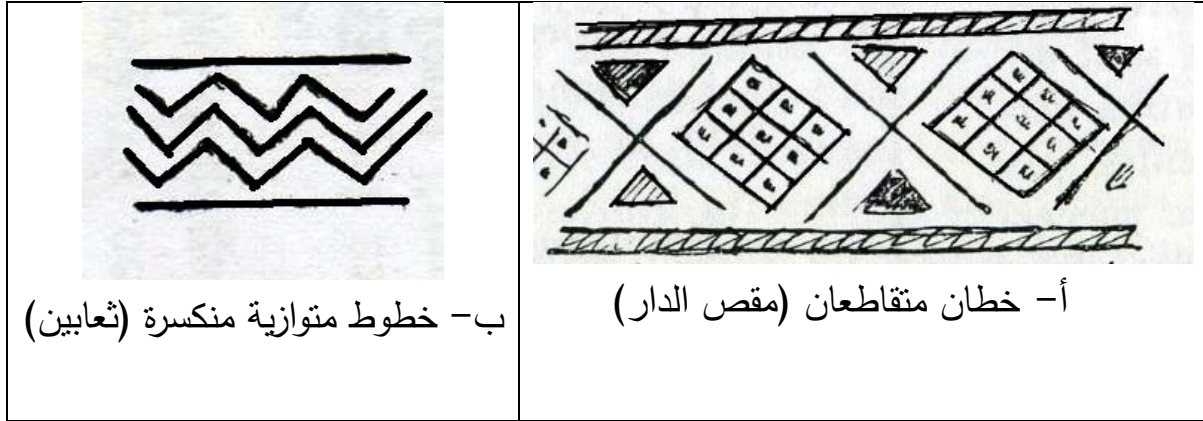 أ- خطان متقاطعان (مقص الدار)
ب- خطوط متوازية منكسرة (ثعابين)